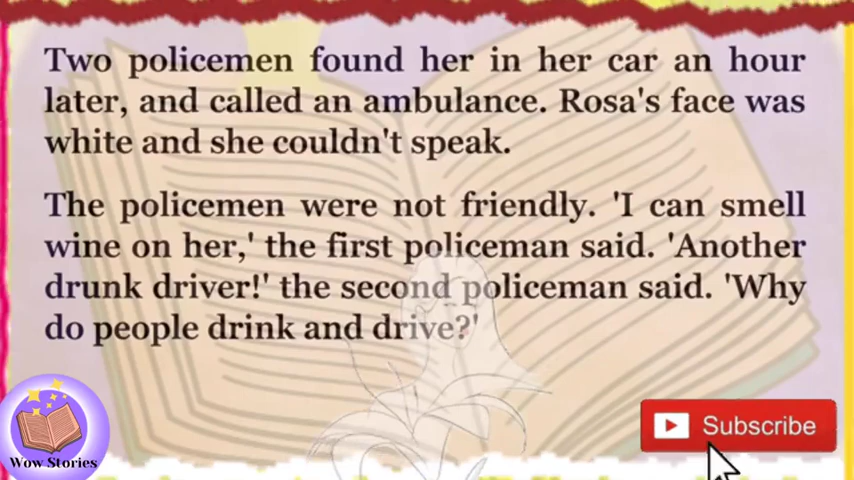 Two policemen found her in her car an hour
later, and called an ambulance. Rosa's face was
white and she couldn't speak.
The policemen were not friendly. 'I can smell
wine on her,' the first policeman said. 'Another
drunk driver!' the second policeman said. 'Why
do people drink and drive?'
Subscribe
Wow Stories